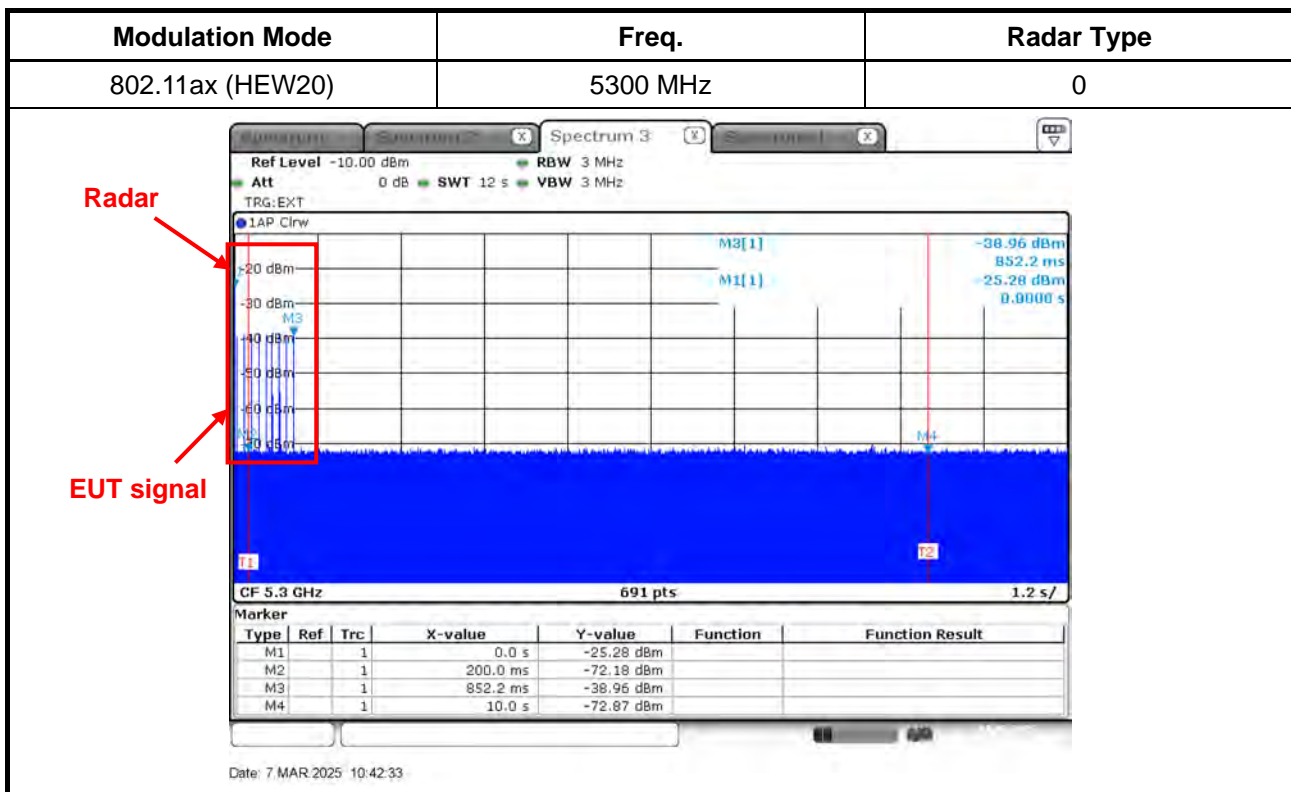 Modulation Mode Freq. Radar Type
802.11ax (HEW20) 5300 MHz 0
Spectrum 3
Ref Level -10.00 dBm RBW 3 MHz
Att 0 dB SWT 12 s VBW 3 MHz
TRG:EXT
1AP Clrw
Radar
M3[1] -38.96 dBm
852.2 ms
M1[1] -25.28 dBm
0.0000 s
-20 dBm
-30 dBm
M3
-40 dBm
-50 dBm
-60 dBm
M4
-70 dBm
EUT signal
T1 T2
CF 5.3 GHz 691 pts 1.2 s/
Marker
Type Ref Trc X-value Y-value Function Function Result
M1 1 0.0 s -25.28 dBm
M2 1 200.0 ms -72.18 dBm
M3 1 852.2 ms -38.96 dBm
M4 1 10.0 s -72.87 dBm
Date: 7 MAR 2025 10:42:33